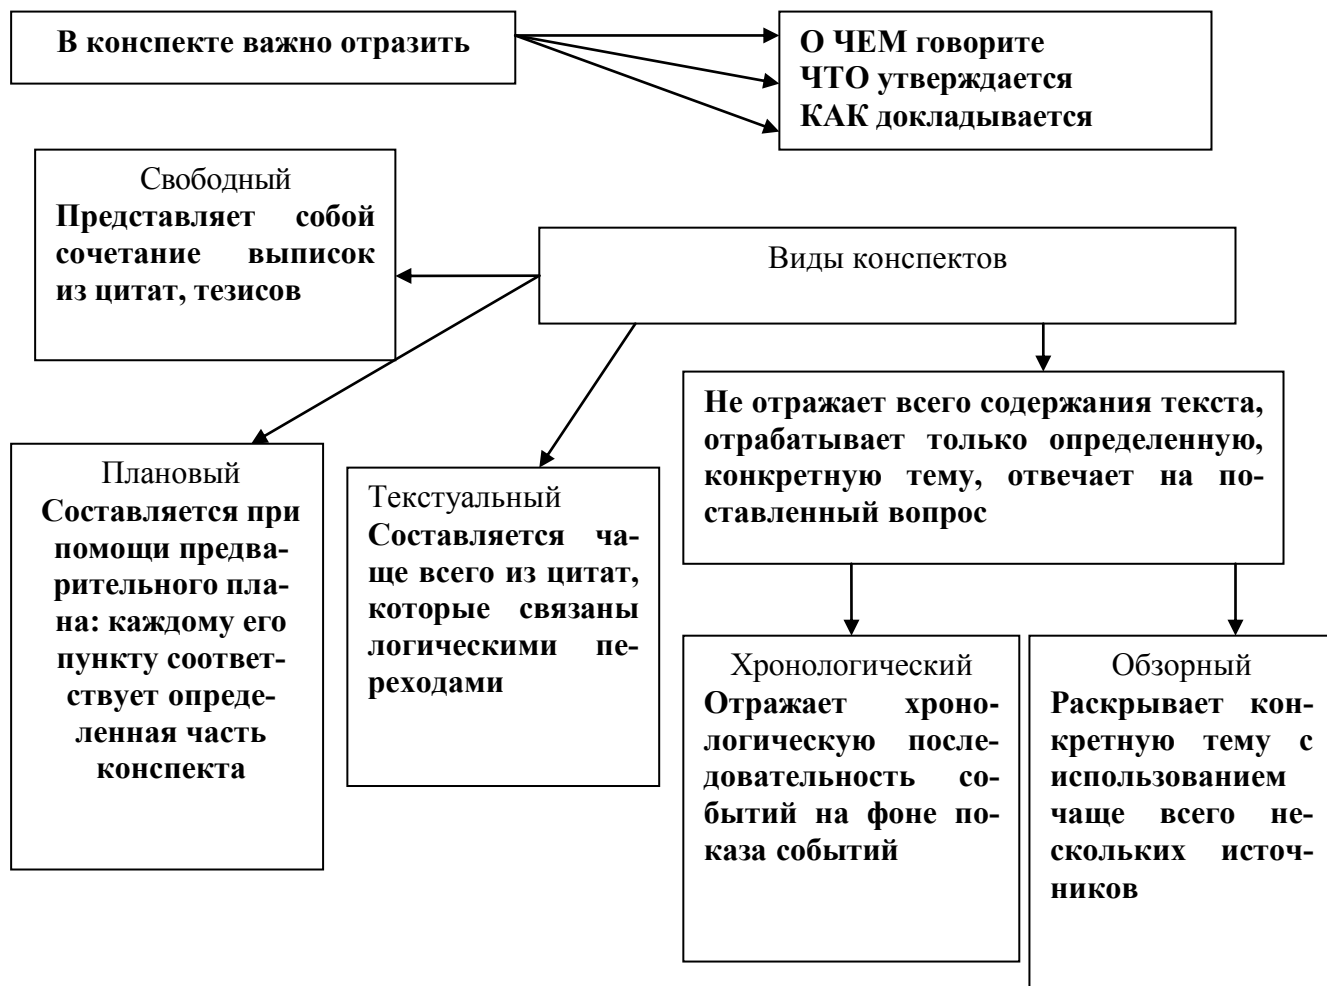 В конспекте важно отразить
О ЧЕМ говорите
ЧТО утверждается
КАК докладывается
Свободный
Представляет собой
сочетание выписок
из цитат, тезисов
Виды конспектов
Не отражает всего содержания текста,
отрабатывает только определенную,
конкретную тему, отвечает на по-
ставленный вопрос
Плановый
Составляется при
помощи предва-
рительного пла-
на: каждому его
пункту соответ-
ствует опреде-
ленная часть
конспекта
Текстуальный
Составляется ча-
ще всего из цитат,
которые связаны
логическими пе-
реходами
Хронологический
Отражает хроно-
логическую после-
довательность со-
бытий на фоне по-
каза событий
Обзорный
Раскрывает кон-
кретную тему с
использованием
чаще всего не-
скольких источ-
ников